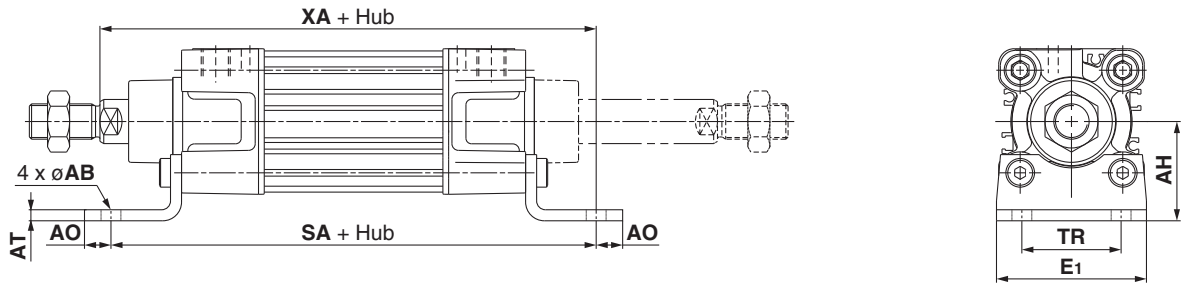 XA + Hub
4 x øAB
AT
AO
SA + Hub
AO
AH
TR
E1